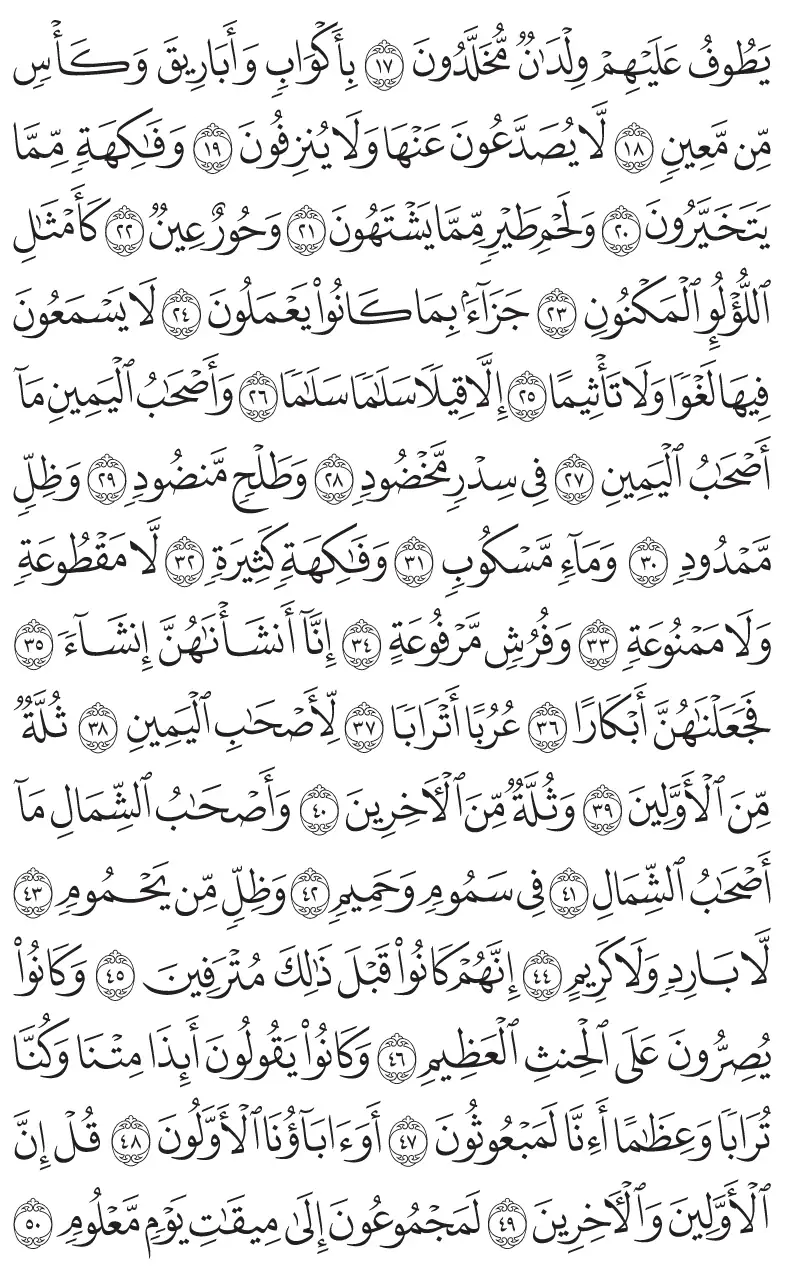 يَطُوفُ عَلَيۡهِمۡ وِلۡدَٰنٞ مُّخَلَّدُونَ ١٧ بِأَكۡوَابٖ وَأَبَارِيقَ وَكَأۡسٖ
مِّن مَّعِينٖ ١٨ لَّا يُصَدَّعُونَ عَنۡهَا وَلَا يُنزِفُونَ ١٩ وَفَٰكِهَةٖ مِّمَّا
يَتَخَيَّرُونَ ٢٠ وَلَحۡمِ طَيۡرٖ مِّمَّا يَشۡتَهُونَ ٢١ وَحُورٌ عِينٞ ٢٢ كَأَمۡثَٰلِ
ٱللُّؤۡلُوِٕ ٱلۡمَكۡنُونِ ٢٣ جَزَآءَۢ بِمَا كَانُواْ يَعۡمَلُونَ ٢٤ لَا يَسۡمَعُونَ
فِيهَا لَغۡوٗا وَلَا تَأۡثِيمًا ٢٥ إِلَّا قِيلٗا سَلَٰمٗا سَلَٰمٗا ٢٦ وَأَصۡحَٰبُ ٱلۡيَمِينِ مَآ
أَصۡحَٰبُ ٱلۡيَمِينِ ٢٧ فِي سِدۡرٖ مَّخۡضُودٖ ٢٨ وَطَلۡحٖ مَّنضُودٖ ٢٩ وَظِلّٖ
مَّمۡدُودٖ ٣٠ وَمَآءٖ مَّسۡكُوبٖ ٣١ وَفَٰكِهَةٖ كَثِيرَةٖ ٣٢ لَّا مَقۡطُوعَةٖ
وَلَا مَمۡنُوعَةٖ ٣٣ وَفُرُشٖ مَّرۡفُوعَةٍ ٣٤ إِنَّآ أَنشَأۡنَٰهُنَّ إِنشَآءٗ ٣٥
فَجَعَلۡنَٰهُنَّ أَبۡكَارًا ٣٦ عُرُبًا أَتۡرَابٗا ٣٧ لِّأَصۡحَٰبِ ٱلۡيَمِينِ ٣٨ ثُلَّةٞ
مِّنَ ٱلۡأَوَّلِينَ ٣٩ وَثُلَّةٞ مِّنَ ٱلۡأٓخِرِينَ ٤٠ وَأَصۡحَٰبُ ٱلشِّمَالِ مَآ
أَصۡحَٰبُ ٱلشِّمَالِ ٤١ فِي سَمُومٖ وَحَمِيمٖ ٤٢ وَظِلّٖ مِّن يَحۡمُومٖ ٤٣
لَّا بَارِدٖ وَلَا كَرِيمٍ ٤٤ إِنَّهُمۡ كَانُواْ قَبۡلَ ذَٰلِكَ مُتۡرَفِينَ ٤٥ وَكَانُواْ
يُصِرُّونَ عَلَى ٱلۡحِنثِ ٱلۡعَظِيمِ ٤٦ وَكَانُواْ يَقُولُونَ أَئِذَا مِتۡنَا وَكُنَّا
تُرَابٗا وَعِظَٰمًا أَءِنَّا لَمَبۡعُوثُونَ ٤٧ أَوَءَابَآؤُنَا ٱلۡأَوَّلُونَ ٤٨ قُلۡ إِنَّ
ٱلۡأَوَّلِينَ وَٱلۡأٓخِرِينَ ٤٩ لَمَجۡمُوعُونَ إِلَىٰ مِيقَٰتِ يَوۡمٖ مَّعۡلُومٖ ٥٠